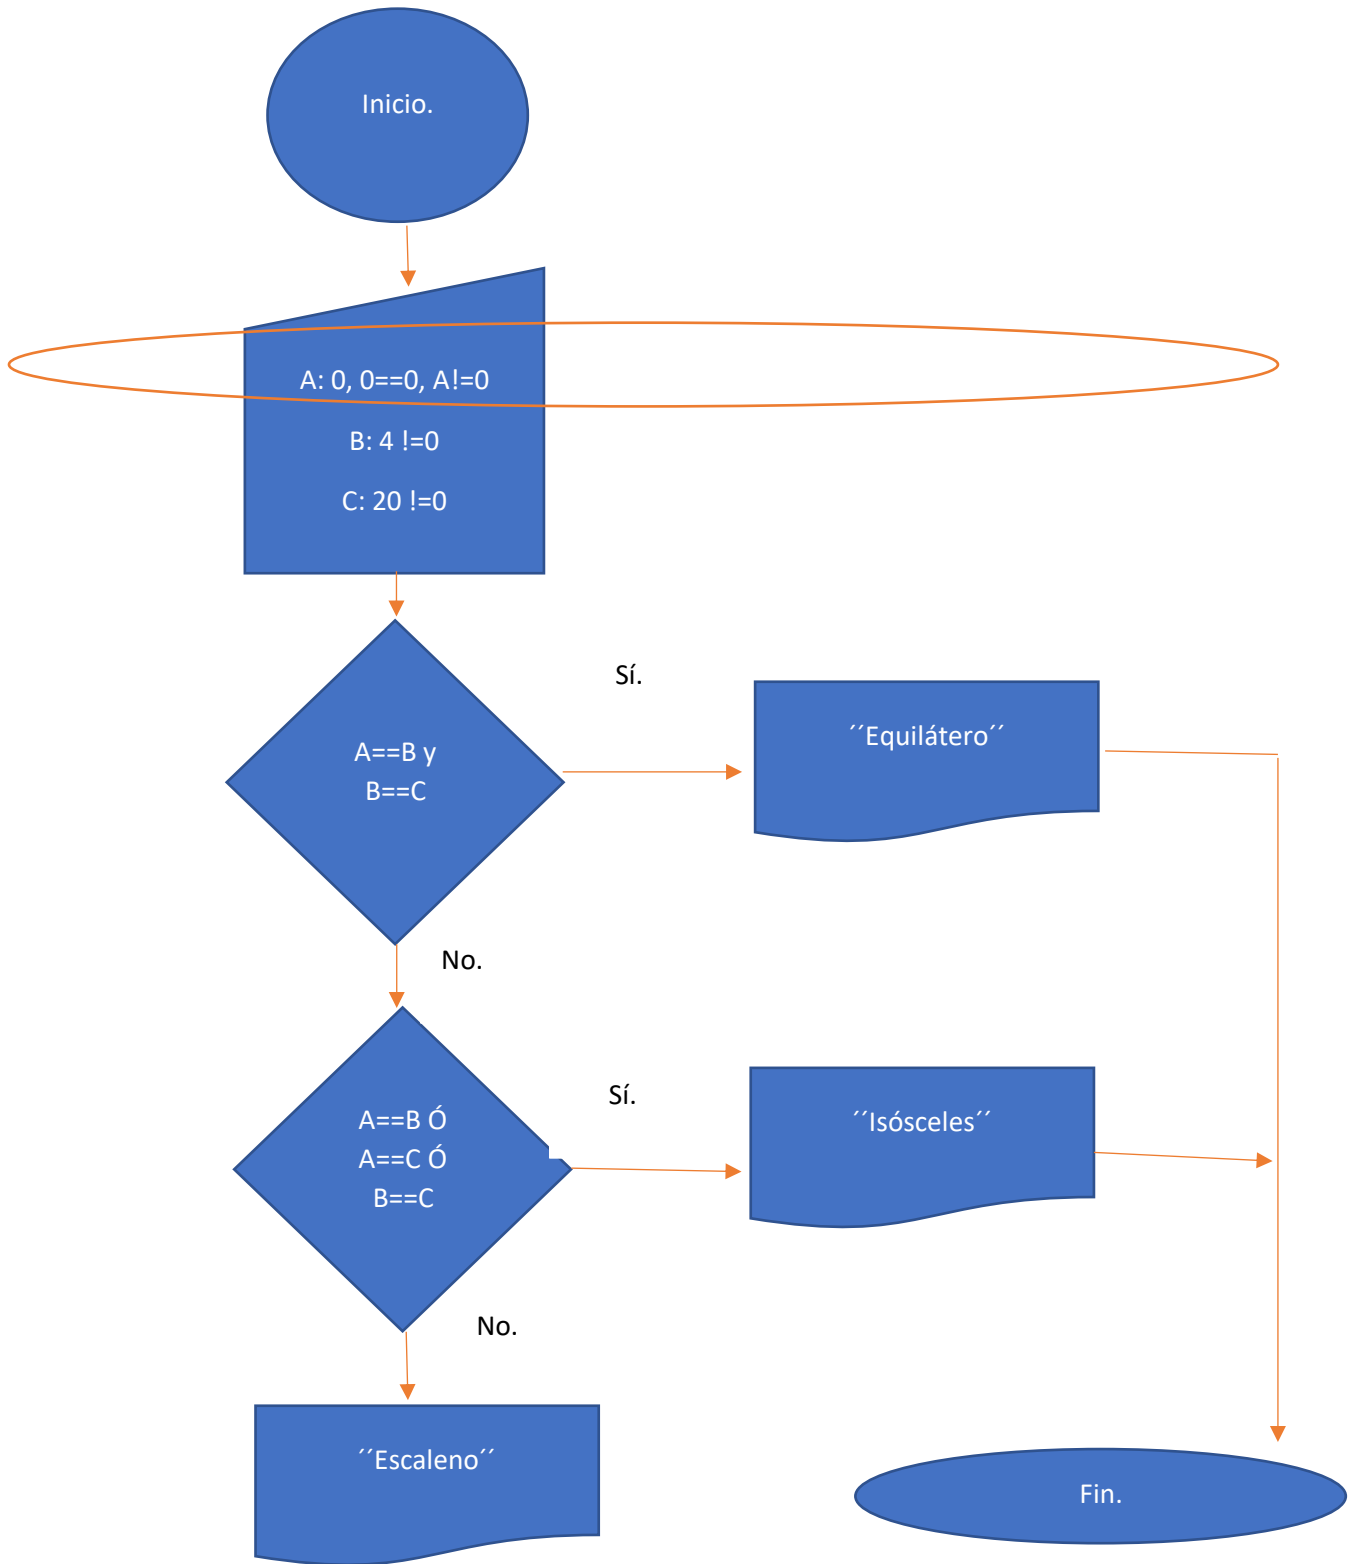 Inicio.
A: 0, 0==0, A!=0
B: 4 !=0
C: 20 !=0
Sí.
A==B y
B==C
´´Equilátero´´
No.
Sí.
A==B Ó
A==C Ó
B==C
´´Isósceles´´
No.
´´Escaleno´´
Fin.